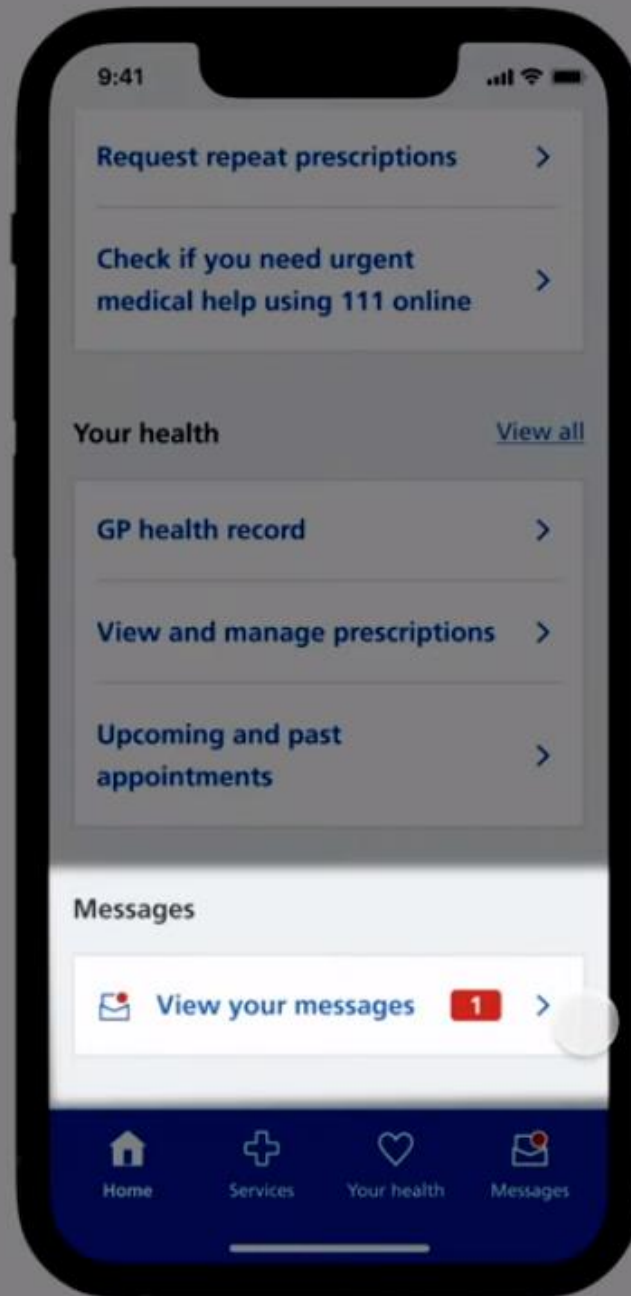 9:41
Request repeat prescriptions
Check if you need urgent
medical help using 111 online
Your health
View all
GP health record
View and manage prescriptions
Upcoming and past
appointments
Messages
View your messages 1
Home Services Your health Messages